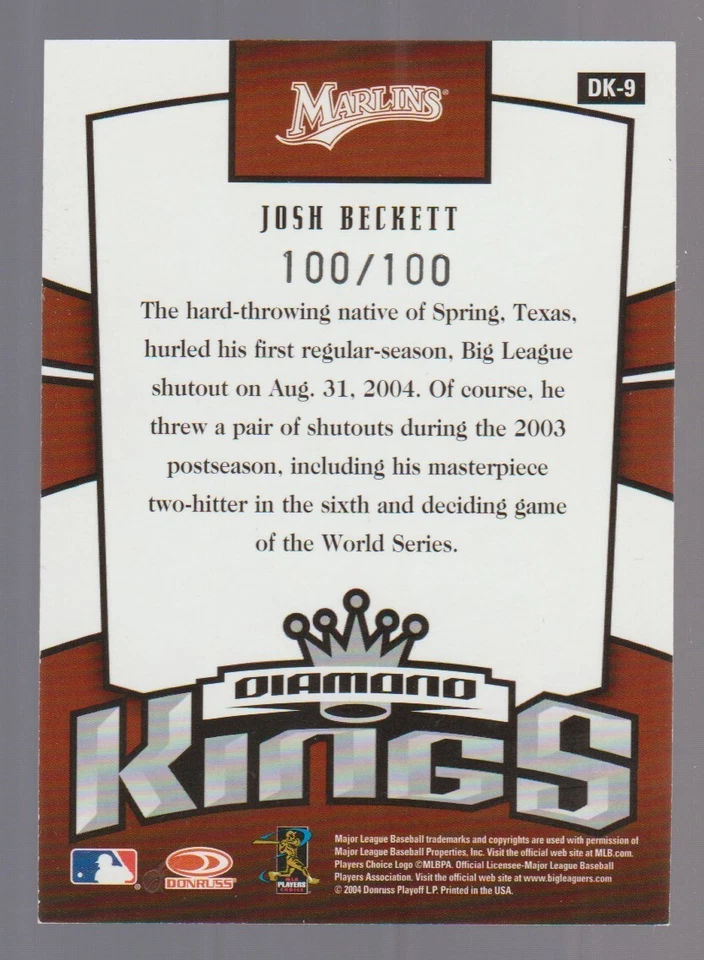 MARLINS
DK-9
JOSH BECKETT
100/100
The hard-throwing native of Spring, Texas,
hurled his first regular-season, Big League
shutout on Aug. 31, 2004. Of course, he
threw a pair of shutouts during the 2003
postseason, including his masterpiece
two-hitter in the sixth and deciding game
of the World Series.
DIAMOND
KINGS
DONRUSS
MLB
PLAYERS
CHOICE
Major League Baseball trademarks and copyrights are used with permission of
Major League Baseball Properties, Inc. Visit the official web site at MLB.com.
Players Choice Logo ©MLBPA. Official Licensee-Major League Baseball
Players Association. Visit the official web site at www.bigleaguers.com
© 2004 Donruss Playoff L.P. Printed in the USA.